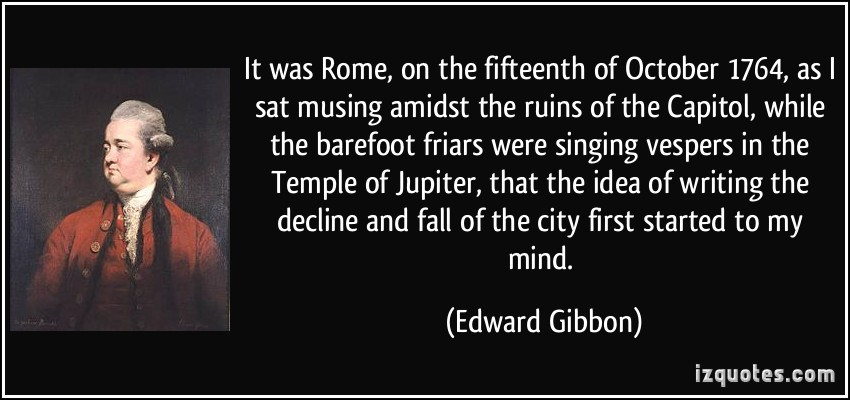 It was Rome, on the fifteenth of October 1764, as I
sat musing amidst the ruins of the Capitol, while
the barefoot friars were singing vespers in the
Temple of Jupiter, that the idea of writing the
decline and fall of the city first started to my
mind.
(Edward Gibbon)
izquotes.com